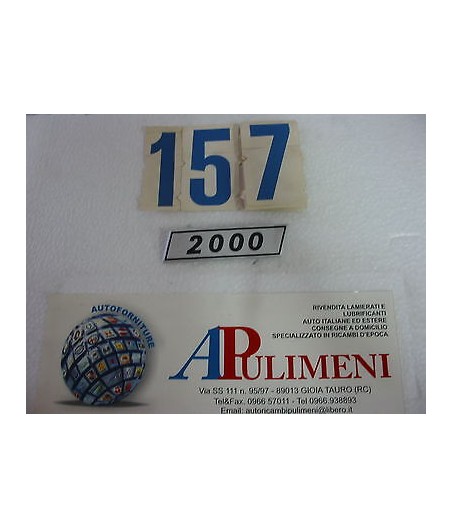 157
2000
AUTOFORNITURE
RIVENDITA LAMIERATI E
LUBRIFICANTI
AUTO ITALIANE ED ESTERE
CONSEGNE A DOMICILIO
SPECIALIZZATO IN RICAMBI D'EPOCA
APULIMENI
Via SS 111 n. 95/97 - 89013 GIOIA TAURO (RC)
Tel&Fax. 0966 57011 - Tel 0966.938893
Email: autoricambipulimeni@libero.it